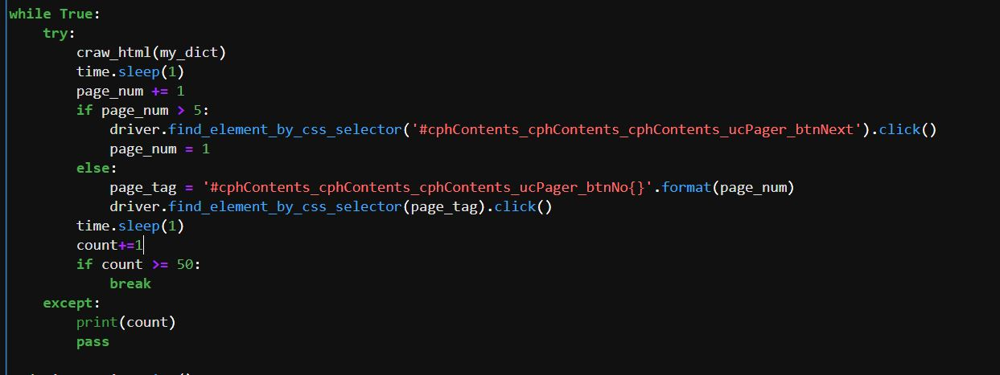 while True:
    try:
        craw_html(my_dict)
        time.sleep(1)
        page_num += 1
        if page_num > 5:
            driver.find_element_by_css_selector('#cphContents_cphContents_cphContents_ucPager_btnNext').click()
            page_num = 1
        else:
            page_tag = '#cphContents_cphContents_cphContents_ucPager_btnNo{}'.format(page_num)
            driver.find_element_by_css_selector(page_tag).click()
        time.sleep(1)
        count+=1
        if count >= 50:
            break
    except:
        print(count)
        pass